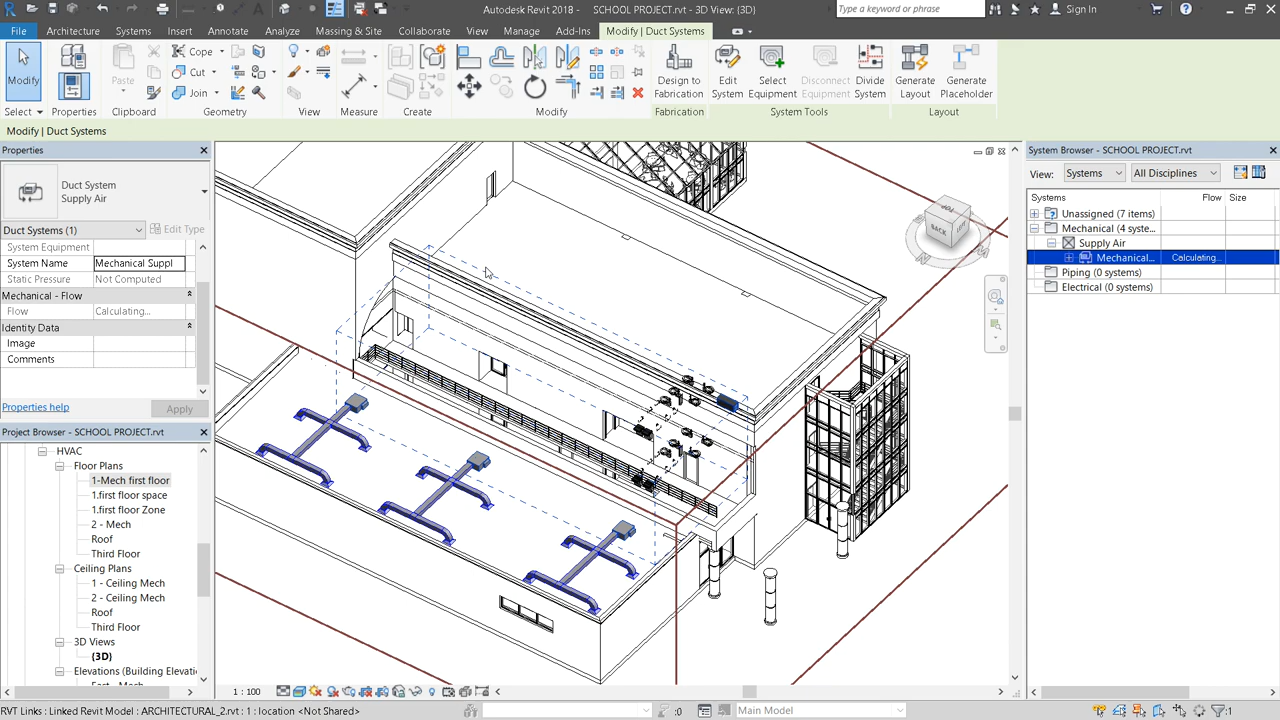 Autodesk Revit 2018 - SCHOOL PROJECT.rvt - 3D View: {3D}
Type a keyword or phrase
Sign In
File Architecture Systems Insert Annotate Analyze Massing & Site Collaborate View Manage Add-Ins Modify | Duct Systems
Modify
Select
Properties
Paste
Clipboard
Cope
Cut
Join
Geometry
View
Measure
Create
Modify
Design to
Fabrication
Fabrication
Edit
System
Select
Equipment
Disconnect
Equipment
Divide
System
System Tools
Generate
Layout
Generate
Placeholder
Layout
Modify | Duct Systems
Properties
Duct System
Supply Air
Duct Systems (1)
Edit Type
System Equipment
System Name Mechanical Suppl
Static Pressure Not Computed
Mechanical - Flow
Flow Calculating...
Identity Data
Image
Comments
Properties help
Apply
Project Browser - SCHOOL PROJECT.rvt
HVAC
Floor Plans
1-Mech first floor
1.first floor space
1.first floor Zone
2 - Mech
Roof
Third Floor
Ceiling Plans
1 - Ceiling Mech
2 - Ceiling Mech
Roof
Third Floor
3D Views
{3D}
Elevations (Building Elevatio
TOP
BACK
LEFT
N
W
1 : 100
System Browser - SCHOOL PROJECT.rvt
View: Systems All Disciplines
Systems Flow Size
Unassigned (7 items)
Mechanical (4 syste...
Supply Air
Mechanical... Calculating...
Piping (0 systems)
Electrical (0 systems)
RVT Links : Linked Revit Model : ARCHITECTURAL_2.rvt : 1 : location <Not Shared>
:0
Main Model
:1